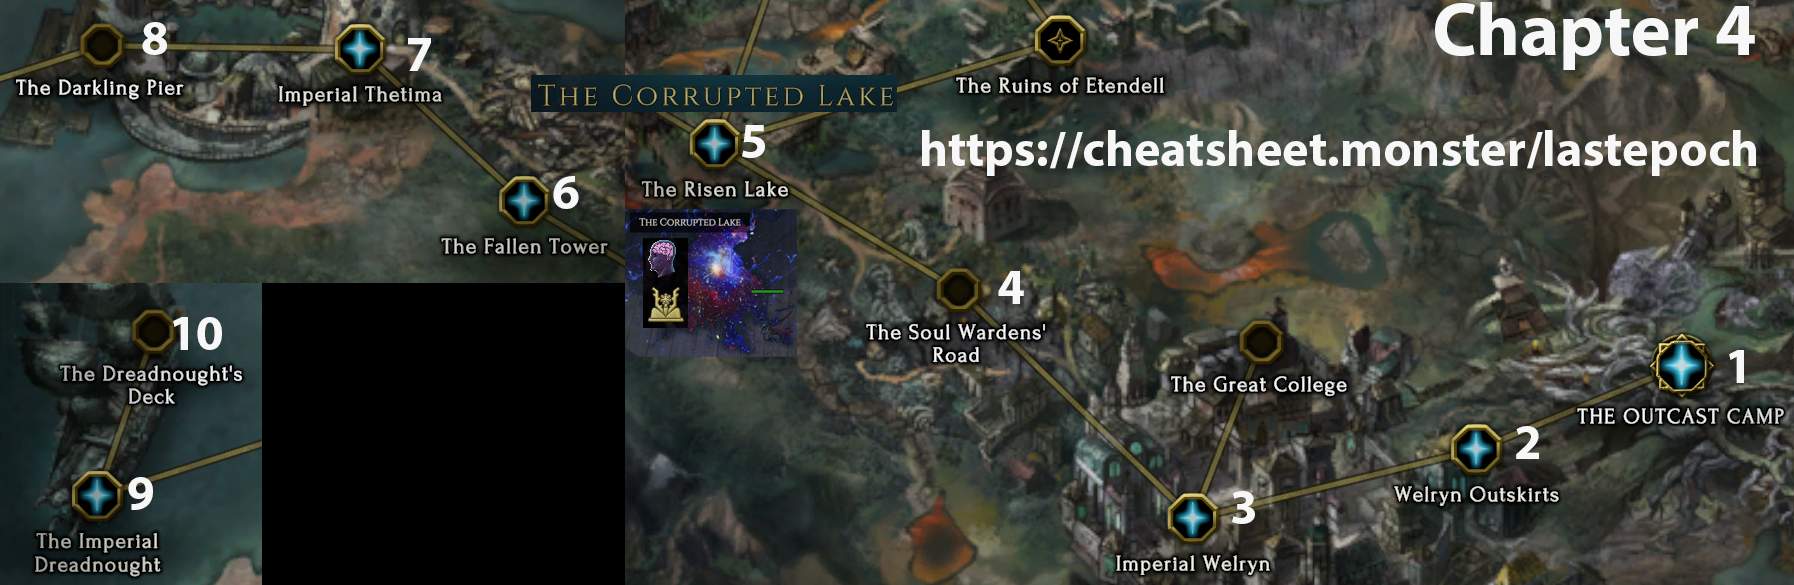 Chapter 4
https://cheatsheet.monster/lastepoch
8
The Darkling Pier
7
Imperial Thetima
6
The Fallen Tower
THE CORRUPTED LAKE
The Ruins of Etendell
5
The Risen Lake
THE CORRUPTED LAKE
4
The Soul Wardens'
Road
The Great College
1
THE OUTCAST CAMP
2
Welryn Outskirts
3
Imperial Welryn
10
The Dreadnought's
Deck
9
The Imperial
Dreadnought